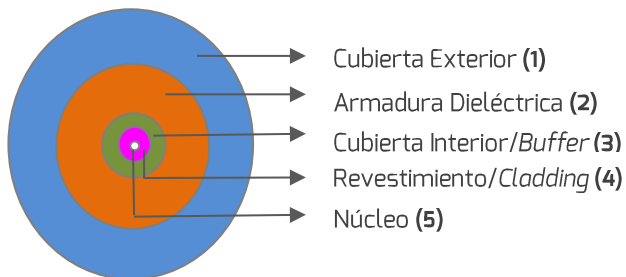 Cubierta Exterior (1)
Armadura Dieléctrica (2)
Cubierta Interior/Buffer (3)
Revestimiento/Cladding (4)
Núcleo (5)